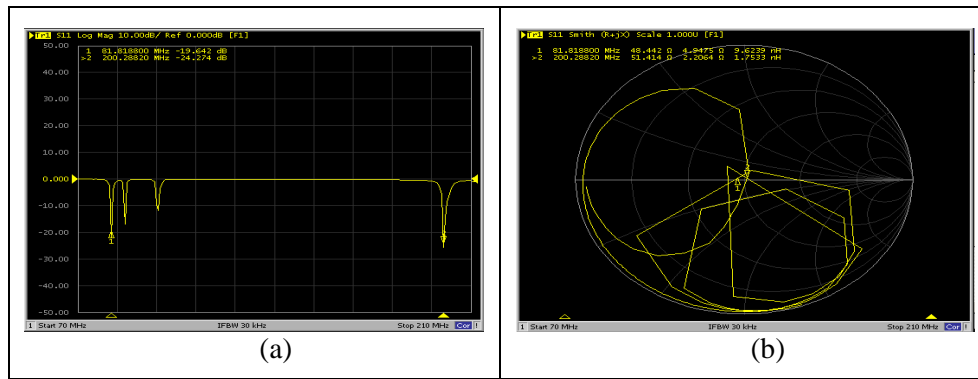 Tr1 S11 Log Mag 10.00dB/ Ref 0.000dB [F1]
50.00
1 81.818800 MHz -19.642 dB
>2 200.28820 MHz -24.274 dB
40.00
30.00
20.00
10.00
0.000
-10.00
-20.00
1
2
-30.00
-40.00
-50.00
1 Start 70 MHz IFBW 30 kHz Stop 210 MHz Cor !
(a)
Tr1 S11 Smith (R+jX) Scale 1.000U [F1]
1 81.818800 MHz 48.442 Ω 4.9475 Ω 9.6239 nH
>2 200.28820 MHz 51.414 Ω 2.2064 Ω 1.7533 nH
2
1
1 Start 70 MHz IFBW 30 kHz Stop 210 MHz Cor !
(b)